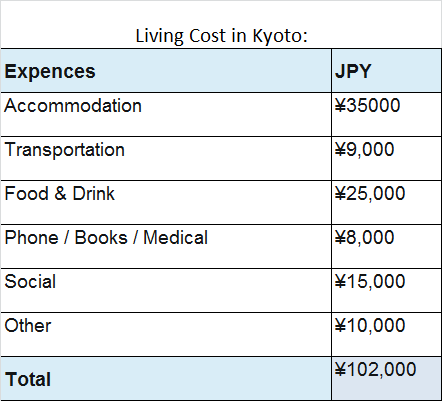 Living Cost in Kyoto:
Expences JPY
Accommodation ¥35000
Transportation ¥9,000
Food & Drink ¥25,000
Phone / Books / Medical ¥8,000
Social ¥15,000
Other ¥10,000
Total ¥102,000